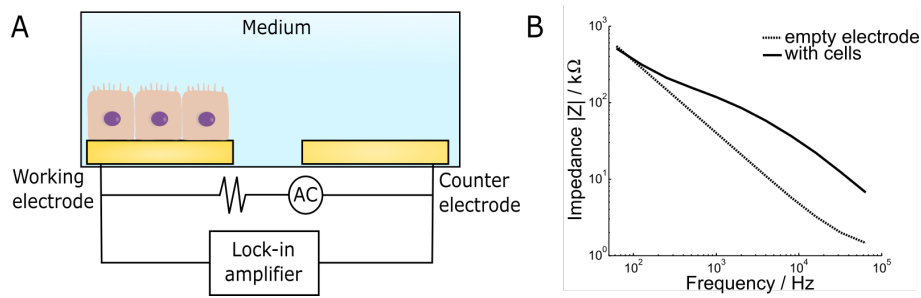 A
Medium
Working
electrode
AC
Counter
electrode
Lock-in
amplifier
B
Impedance |Z| / kΩ
10³
10²
10¹
10⁰
empty electrode
with cells
10²
10³
10⁴
10⁵
Frequency / Hz